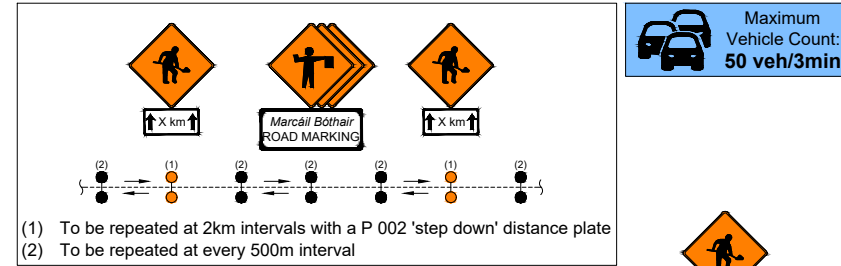 X km
Marcáil Bóthair
ROAD MARKING
X km
(2) (1) (2) (2) (2) (1) (2)
(1) To be repeated at 2km intervals with a P 002 'step down' distance plate
(2) To be repeated at every 500m interval
Maximum
Vehicle Count:
50 veh/3min